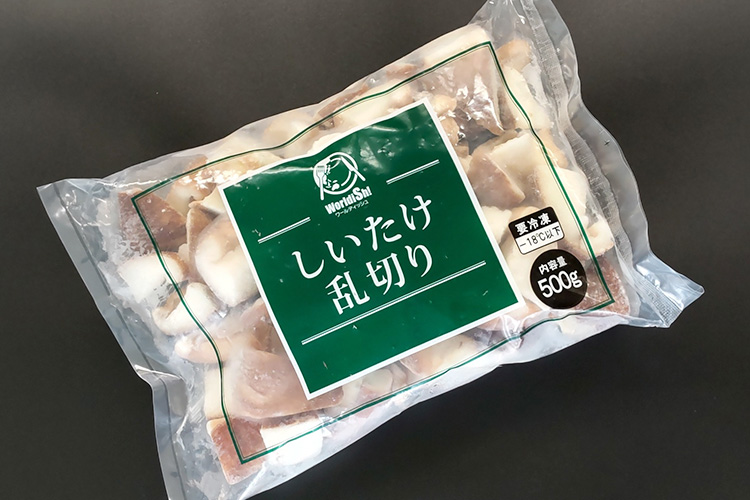 WorldiSh!
ワールディッシュ
しいたけ
乱切り
要冷凍
−18℃以下
内容量
500g